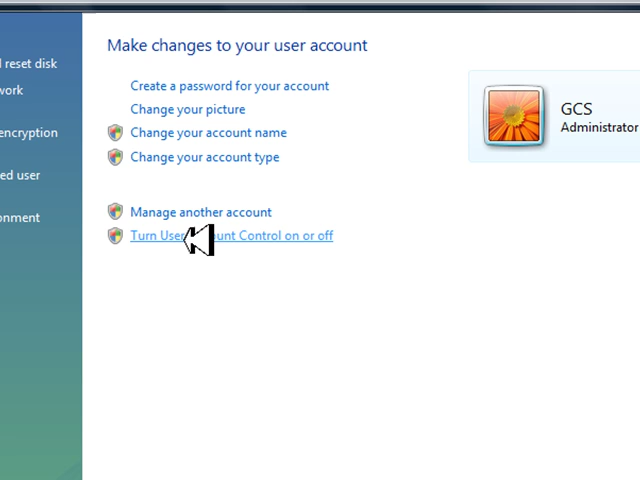 Make changes to your user account
reset disk
work
encryption
ed user
onment
Create a password for your account
Change your picture
Change your account name
Change your account type
Manage another account
Turn User unt Control on or off
GCS
Administrator